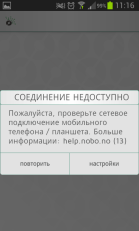 99% 11:16
СОЕДИНЕНИЕ НЕДОСТУПНО
Пожалуйста, проверьте сетевое
подключение мобильного
телефона / планшета. Больше
информации: help.nobo.no (13)
повторить настройки